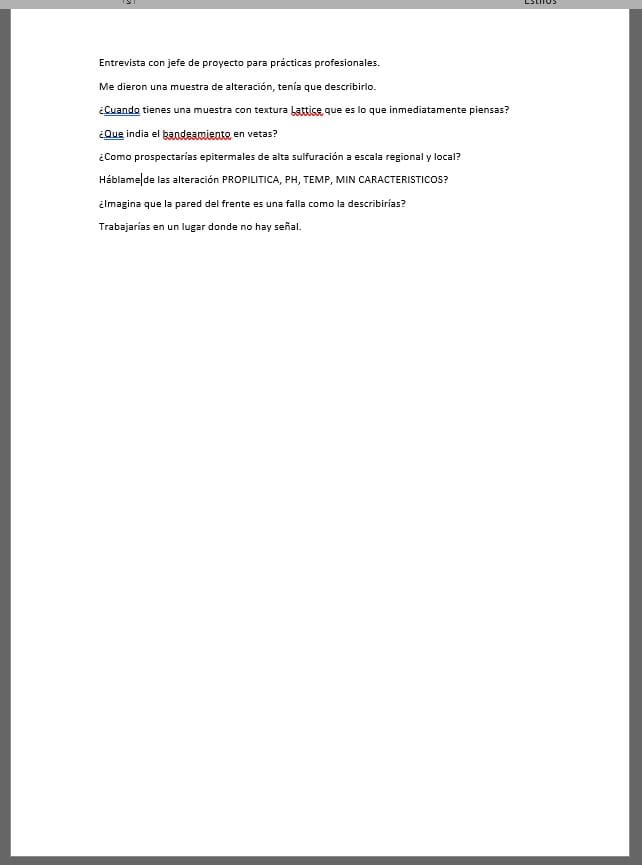 Entrevista con jefe de proyecto para prácticas profesionales.
Me dieron una muestra de alteración, tenía que describirlo.
¿Cuando tienes una muestra con textura Lattice que es lo que inmediatamente piensas?
¿Que india el bandeamiento en vetas?
¿Como prospectarías epitermales de alta sulfuración a escala regional y local?
Háblame de las alteración PROPILITICA, PH, TEMP, MIN CARACTERISTICOS?
¿Imagina que la pared del frente es una falla como la describirías?
Trabajarías en un lugar donde no hay señal.